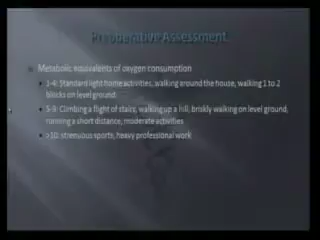 Preoperative Assessment
Metabolic equivalents of oxygen consumption
1-4: Standard light home activities, walking around the house, walking 1 to 2
blocks on level ground
5-9: Climbing a flight of stairs, walking up a hill, briskly walking on level ground,
running a short distance, moderate activities
>10: strenuous sports, heavy professional work